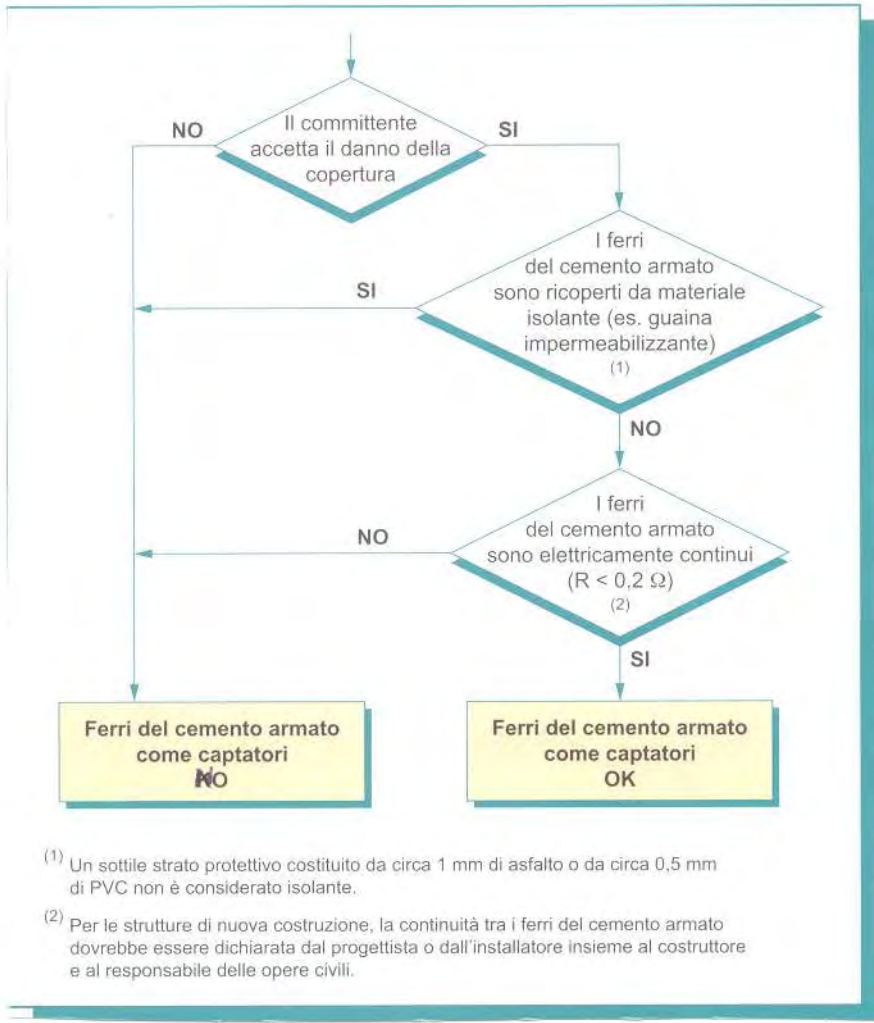 NO
Il committente
accetta il danno della
copertura
SI
I ferri
del cemento armato
sono ricoperti da materiale
isolante (es. guaina
impermeabilizzante)
(1)
SI
NO
I ferri
del cemento armato
sono elettricamente continui
(R < 0,2 Ω)
(2)
NO
SI
Ferri del cemento armato
come captatori
NO
Ferri del cemento armato
come captatori
OK
(1) Un sottile strato protettivo costituito da circa 1 mm di asfalto o da circa 0,5 mm
di PVC non è considerato isolante.
(2) Per le strutture di nuova costruzione, la continuità tra i ferri del cemento armato
dovrebbe essere dichiarata dal progettista o dall'installatore insieme al costruttore
e al responsabile delle opere civili.